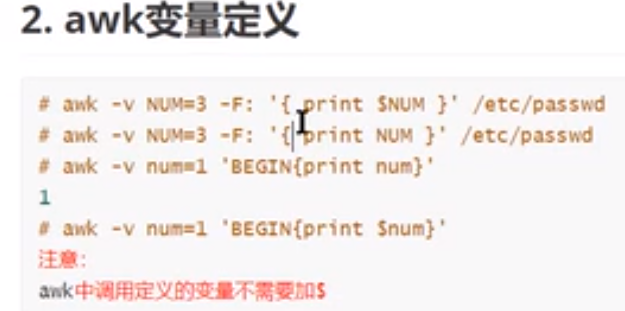 2. awk变量定义
# awk -v NUM=3 -F: '{ print $NUM }' /etc/passwd
# awk -v NUM=3 -F: '{ print NUM }' /etc/passwd
# awk -v num=1 'BEGIN{print num}'
1
# awk -v num=1 'BEGIN{print $num}'
注意:
awk中调用定义的变量不需要加$